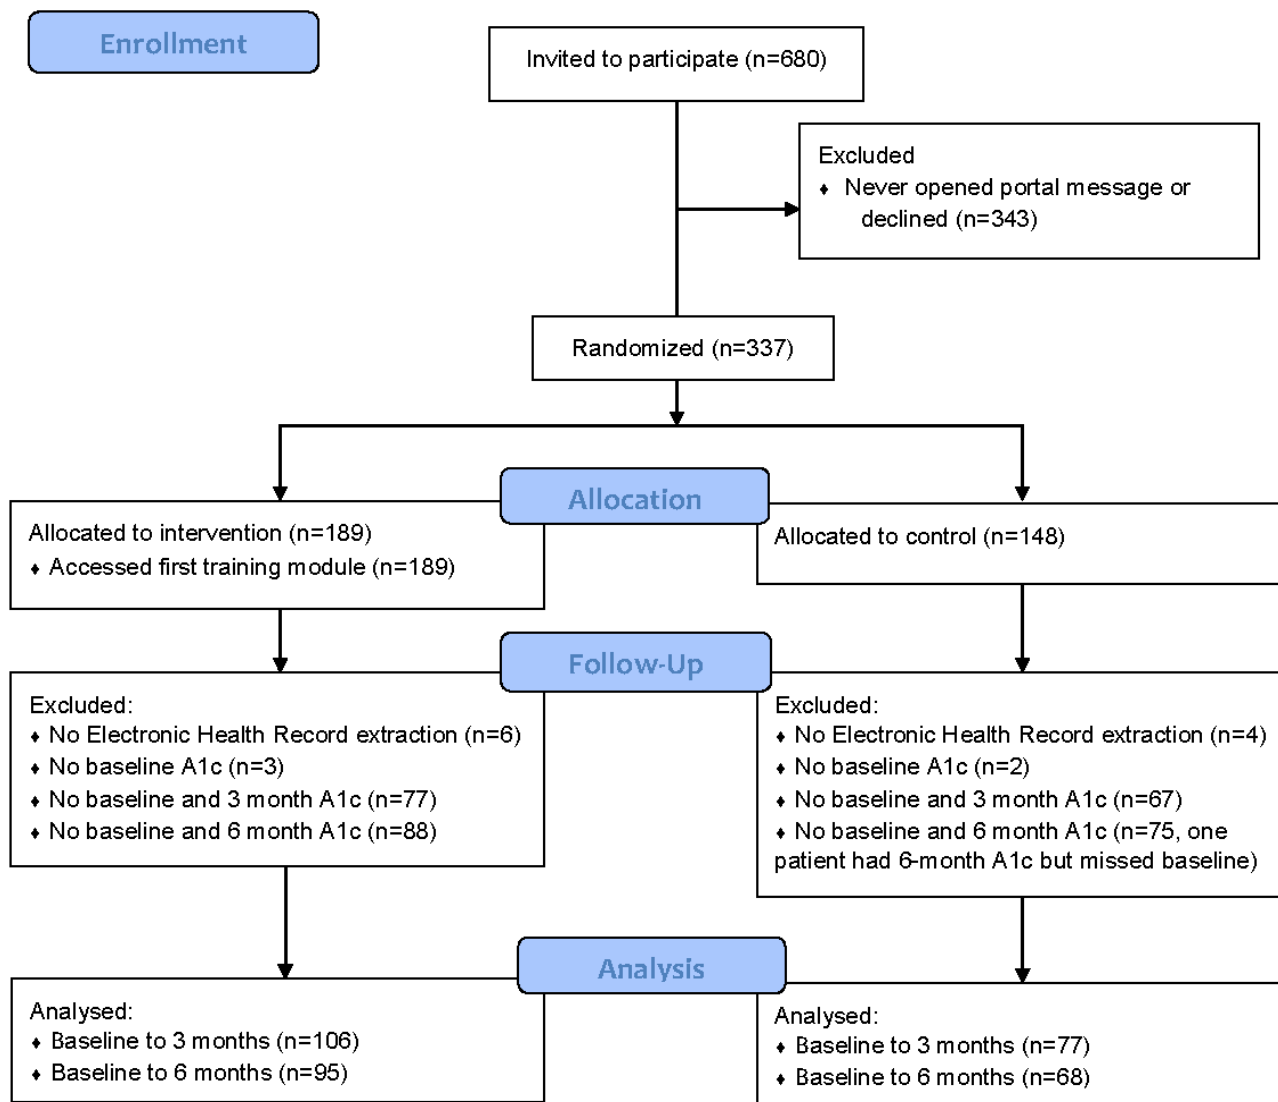 Enrollment
Invited to participate (n=680)
Excluded
♦ Never opened portal message or
declined (n=343)
Randomized (n=337)
Allocation
Allocated to intervention (n=189)
♦ Accessed first training module (n=189)
Allocated to control (n=148)
Follow-Up
Excluded:
♦ No Electronic Health Record extraction (n=6)
♦ No baseline A1c (n=3)
♦ No baseline and 3 month A1c (n=77)
♦ No baseline and 6 month A1c (n=88)
Excluded:
♦ No Electronic Health Record extraction (n=4)
♦ No baseline A1c (n=2)
♦ No baseline and 3 month A1c (n=67)
♦ No baseline and 6 month A1c (n=75, one
patient had 6-month A1c but missed baseline)
Analysis
Analysed:
♦ Baseline to 3 months (n=106)
♦ Baseline to 6 months (n=95)
Analysed:
♦ Baseline to 3 months (n=77)
♦ Baseline to 6 months (n=68)